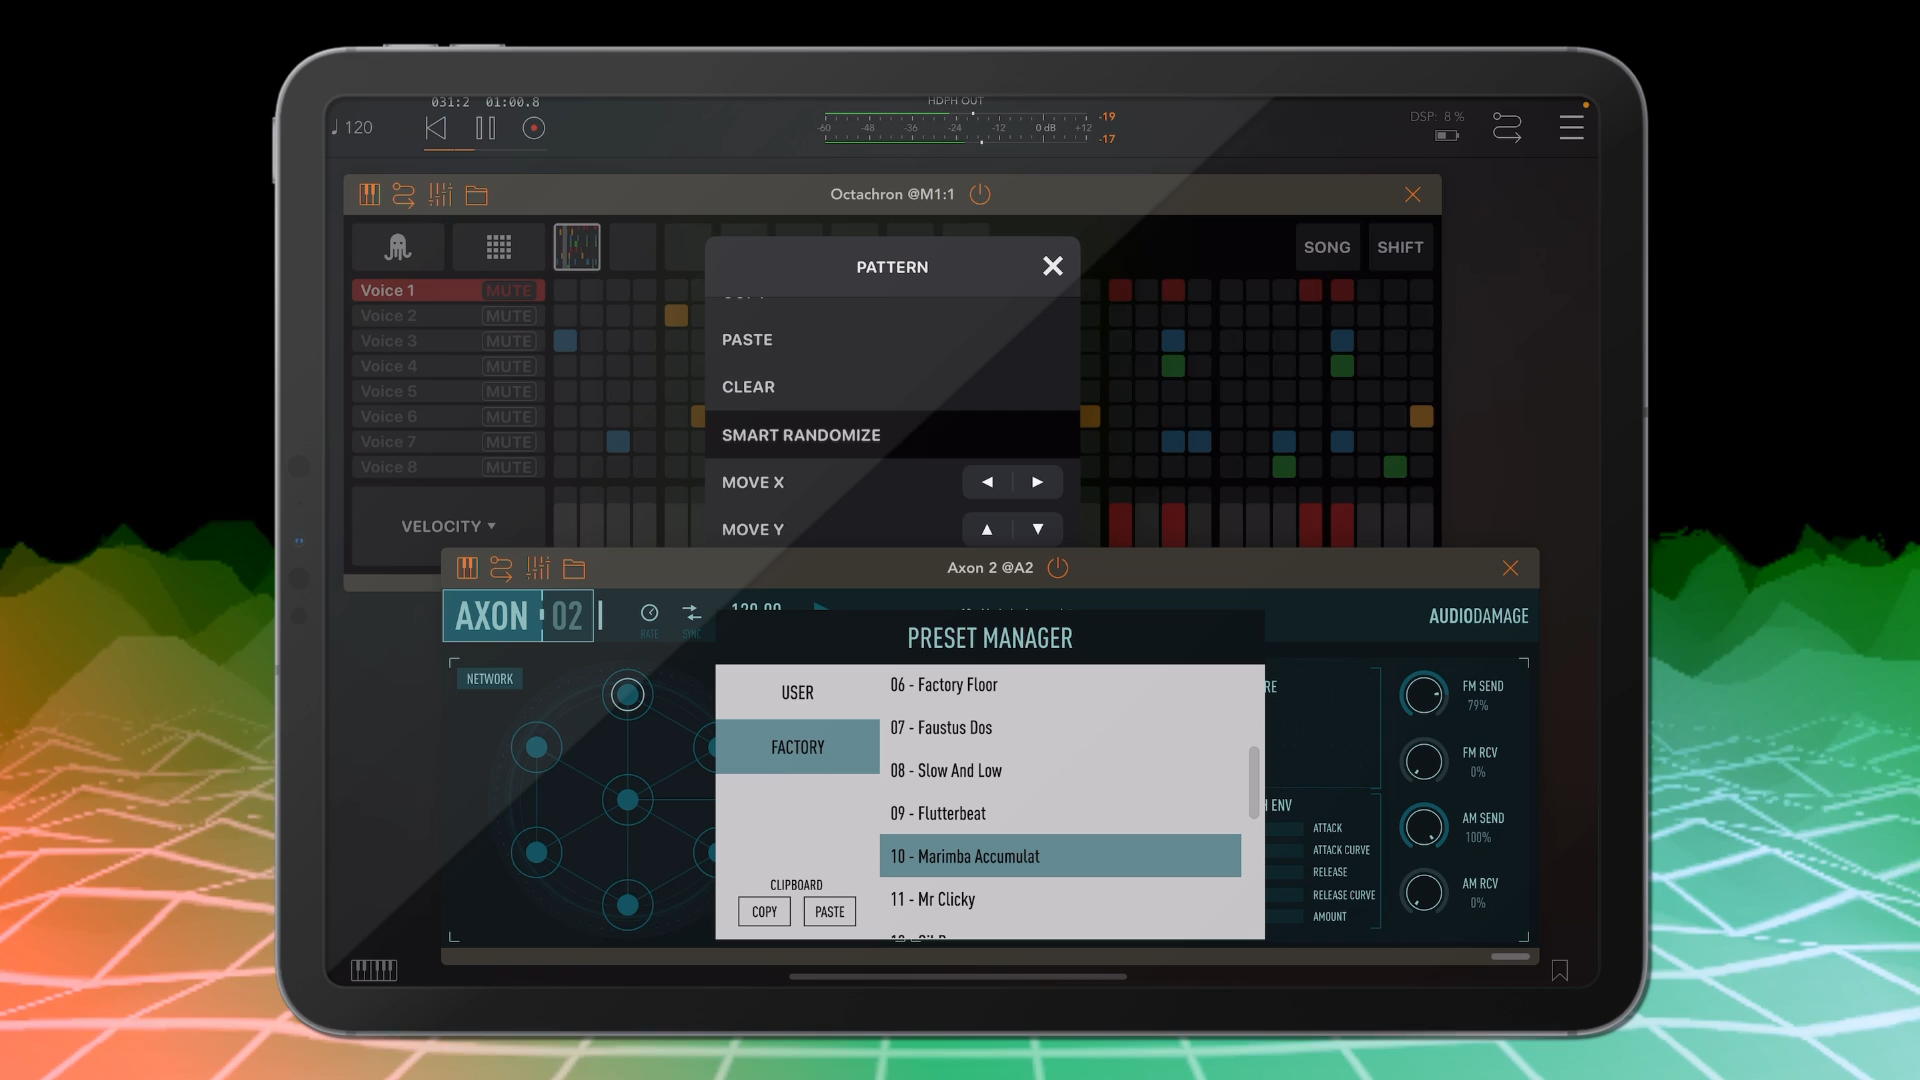 031:2 01:00.8
HDPH OUT
♩ 120
-60 -48 -36 -24 -12 0 dB +12
-19
-17
DSP: 8 %
Octachron @M1:1
SONG
SHIFT
PATTERN
Voice 1 MUTE
Voice 2 MUTE
Voice 3 MUTE
Voice 4 MUTE
Voice 5 MUTE
Voice 6 MUTE
Voice 7 MUTE
Voice 8 MUTE
VELOCITY
PASTE
CLEAR
SMART RANDOMIZE
MOVE X
MOVE Y
Axon 2 @A2
AXON 02
RATE
SYNC
AUDIODAMAGE
NETWORK
PRESET MANAGER
USER
FACTORY
06 - Factory Floor
07 - Faustus Dos
08 - Slow And Low
09 - Flutterbeat
10 - Marimba Accumulat
11 - Mr Clicky
CLIPBOARD
COPY
PASTE
ENV
ATTACK
ATTACK CURVE
RELEASE
RELEASE CURVE
AMOUNT
FM SEND
79%
FM RCV
0%
AM SEND
100%
AM RCV
0%